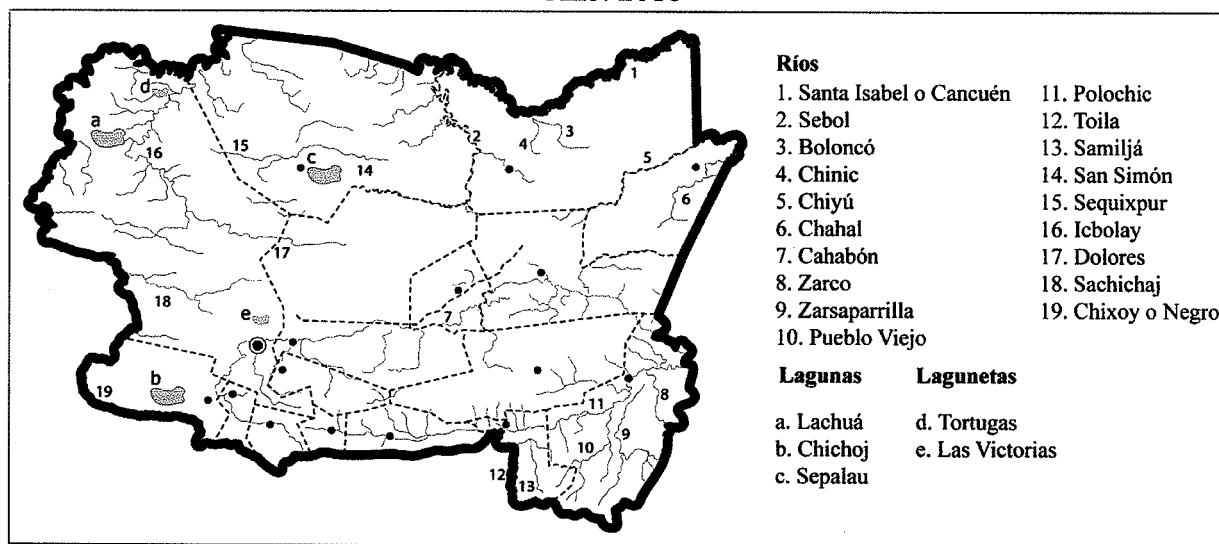 1
d
a
2
4
3
16
15
c
14
5
6
17
18
7
e
19
b
11
8
10
9
12
13
Ríos
1. Santa Isabel o Cancuén
2. Sebol
3. Boloncó
4. Chinic
5. Chiyú
6. Chahal
7. Cahabón
8. Zarco
9. Zarsaparrilla
10. Pueblo Viejo
11. Polochic
12. Toila
13. Samiljá
14. San Simón
15. Sequixpur
16. Icbolay
17. Dolores
18. Sachichaj
19. Chixoy o Negro
Lagunas
a. Lachuá
b. Chichoj
c. Sepalau
Lagunetas
d. Tortugas
e. Las Victorias